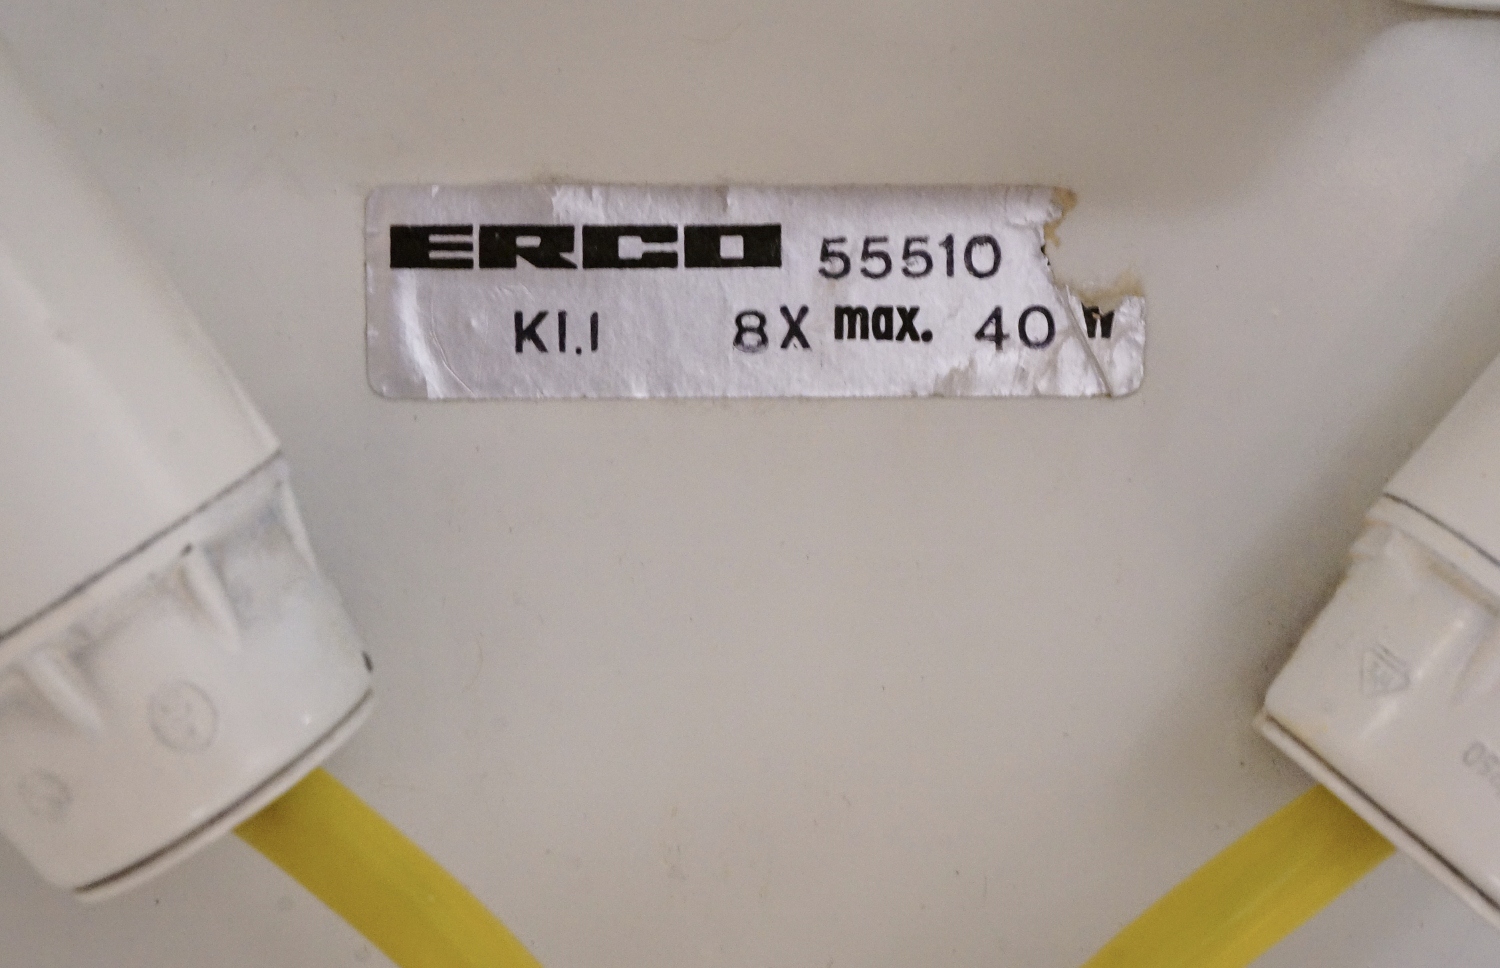 ERCO 55510
Kl.I 8X max. 40 W